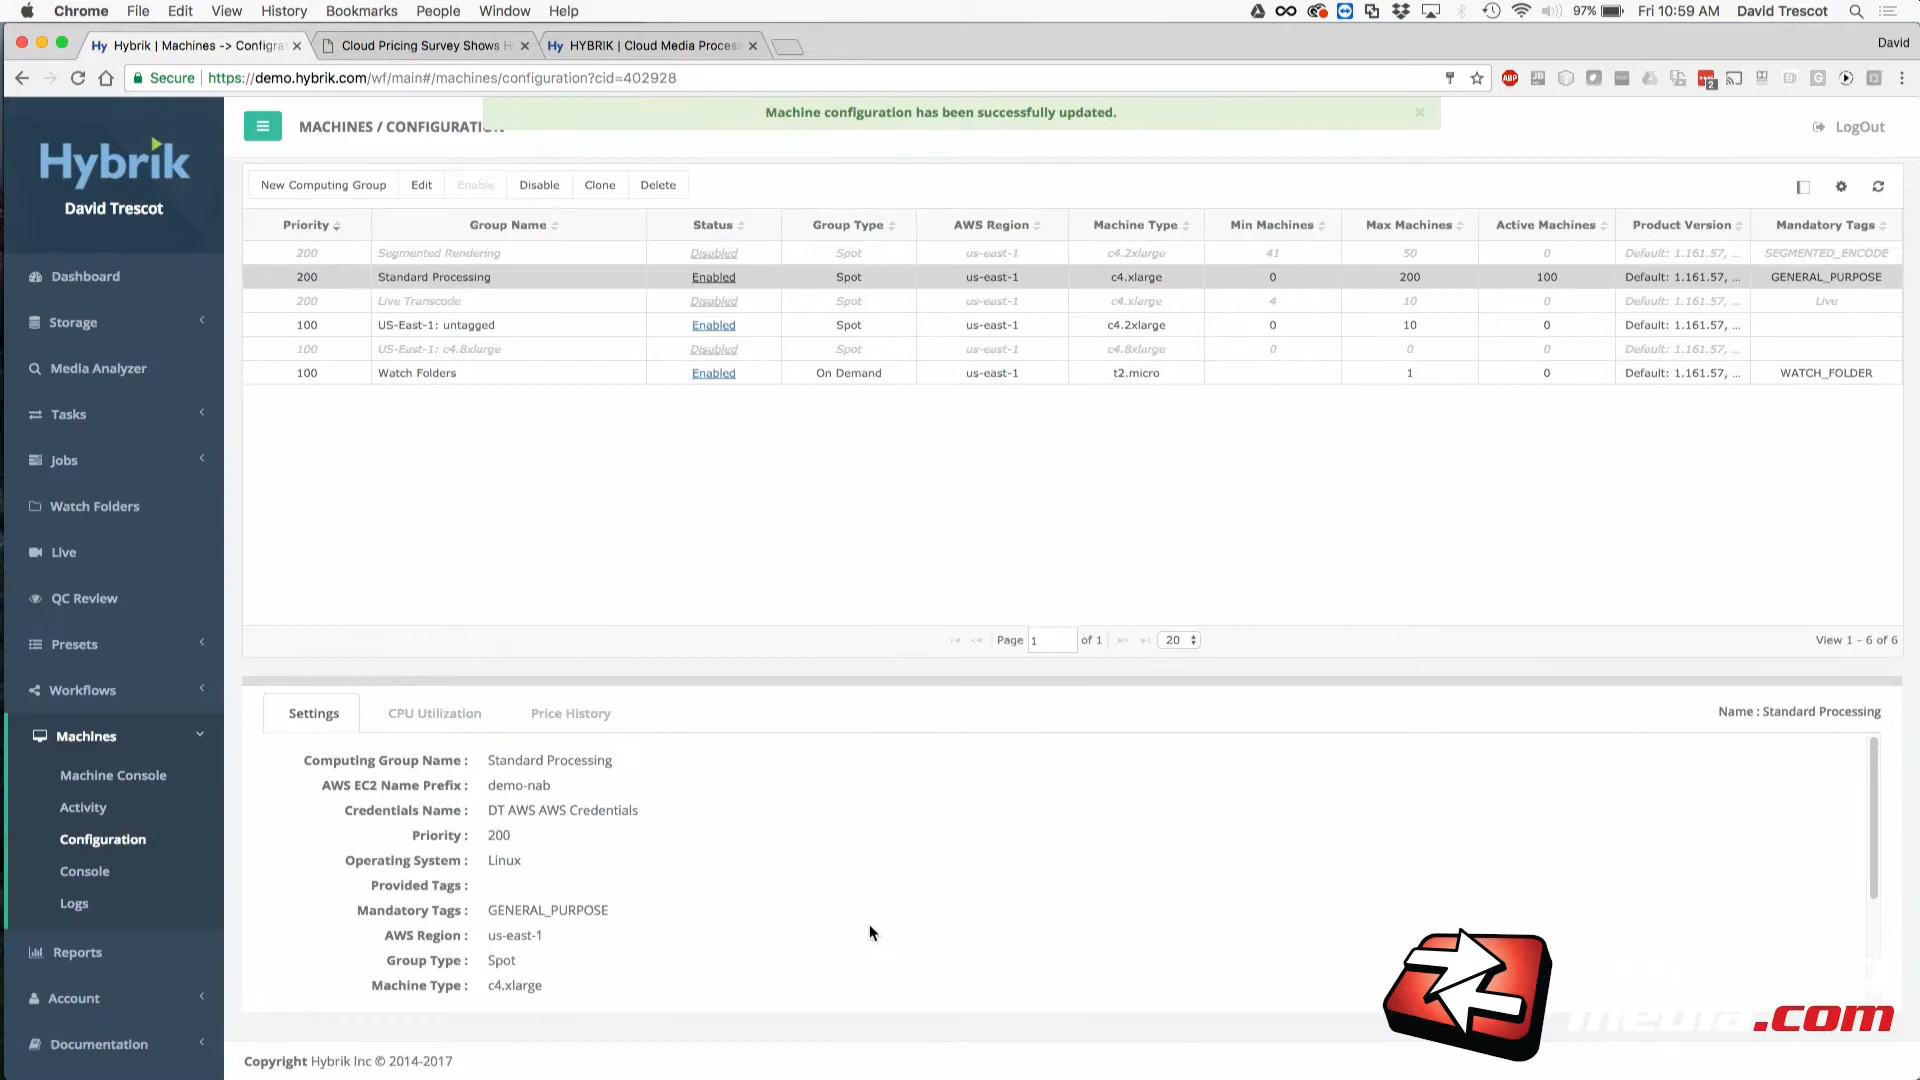 Chrome File Edit View History Bookmarks People Window Help 97% Fri 10:59 AM David Trescot
Hy Hybrik | Machines -> Configra × Cloud Pricing Survey Shows H × Hy HYBRIK | Cloud Media Process × David
Secure https://demo.hybrik.com/wf/main#/machines/configuration?cid=402928 ABP 2
Machine configuration has been successfully updated. ×
MACHINES / CONFIGURATION LogOut
Hybrik
David Trescot
New Computing Group Edit Enable Disable Clone Delete
Priority Group Name Status Group Type AWS Region Machine Type Min Machines Max Machines Active Machines Product Version Mandatory Tags
200 Segmented Rendering Disabled Spot us-east-1 c4.2xlarge 41 50 0 Default: 1.161.57, ... SEGMENTED_ENCODE
200 Standard Processing Enabled Spot us-east-1 c4.xlarge 0 200 100 Default: 1.161.57, ... GENERAL_PURPOSE
200 Live Transcode Disabled Spot us-east-1 c4.xlarge 4 10 0 Default: 1.161.57, ... Live
100 US-East-1: untagged Enabled Spot us-east-1 c4.2xlarge 0 10 0 Default: 1.161.57, ...
100 US-East-1: c4.8xlarge Disabled Spot us-east-1 c4.8xlarge 0 0 0 Default: 1.161.57, ...
100 Watch Folders Enabled On Demand us-east-1 t2.micro 1 0 Default: 1.161.57, ... WATCH_FOLDER
Page 1 of 1 20 View 1 - 6 of 6
Dashboard
Storage
Media Analyzer
Tasks
Jobs
Watch Folders
Live
QC Review
Presets
Workflows
Machines
Machine Console
Activity
Configuration
Console
Logs
Reports
Account
Documentation
Settings CPU Utilization Price History Name : Standard Processing
Computing Group Name : Standard Processing
AWS EC2 Name Prefix : demo-nab
Credentials Name : DT AWS AWS Credentials
Priority : 200
Operating System : Linux
Provided Tags :
Mandatory Tags : GENERAL_PURPOSE
AWS Region : us-east-1
Group Type : Spot
Machine Type : c4.xlarge
media.com
Copyright Hybrik Inc © 2014-2017